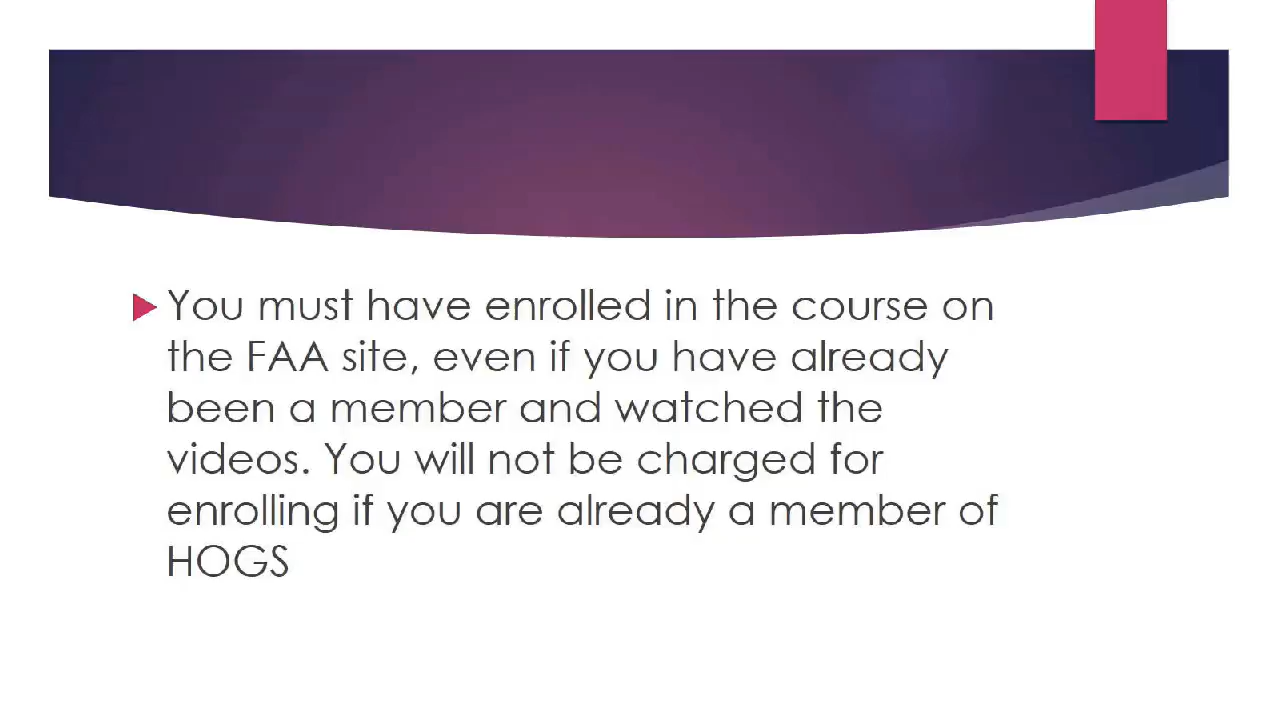 You must have enrolled in the course on
the FAA site, even if you have already
been a member and watched the
videos. You will not be charged for
enrolling if you are already a member of
HOGS